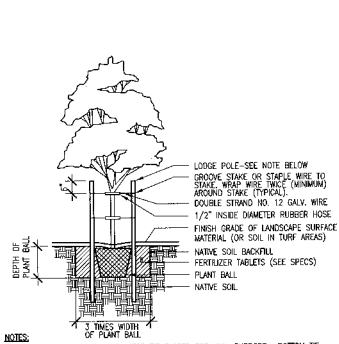 LODGE POLE-SEE NOTE BELOW
GROOVE STAKE OR STAPLE WIRE TO
STAKE. WRAP WIRE TWICE (MINIMUM)
AROUND STAKE (TYPICAL).
DOUBLE STRAND NO. 12 GALV. WIRE
1/2" INSIDE DIAMETER RUBBER HOSE
FINISH GRADE OF LANDSCAPE SURFACE
MATERIAL (OR SOIL IN TURF AREAS)
NATIVE SOIL BACKFILL
FERTILIZER TABLETS (SEE SPECS)
PLANT BALL
NATIVE SOIL
6"
DEPTH OF
PLANT BALL
3 TIMES WIDTH
OF PLANT BALL
NOTES: